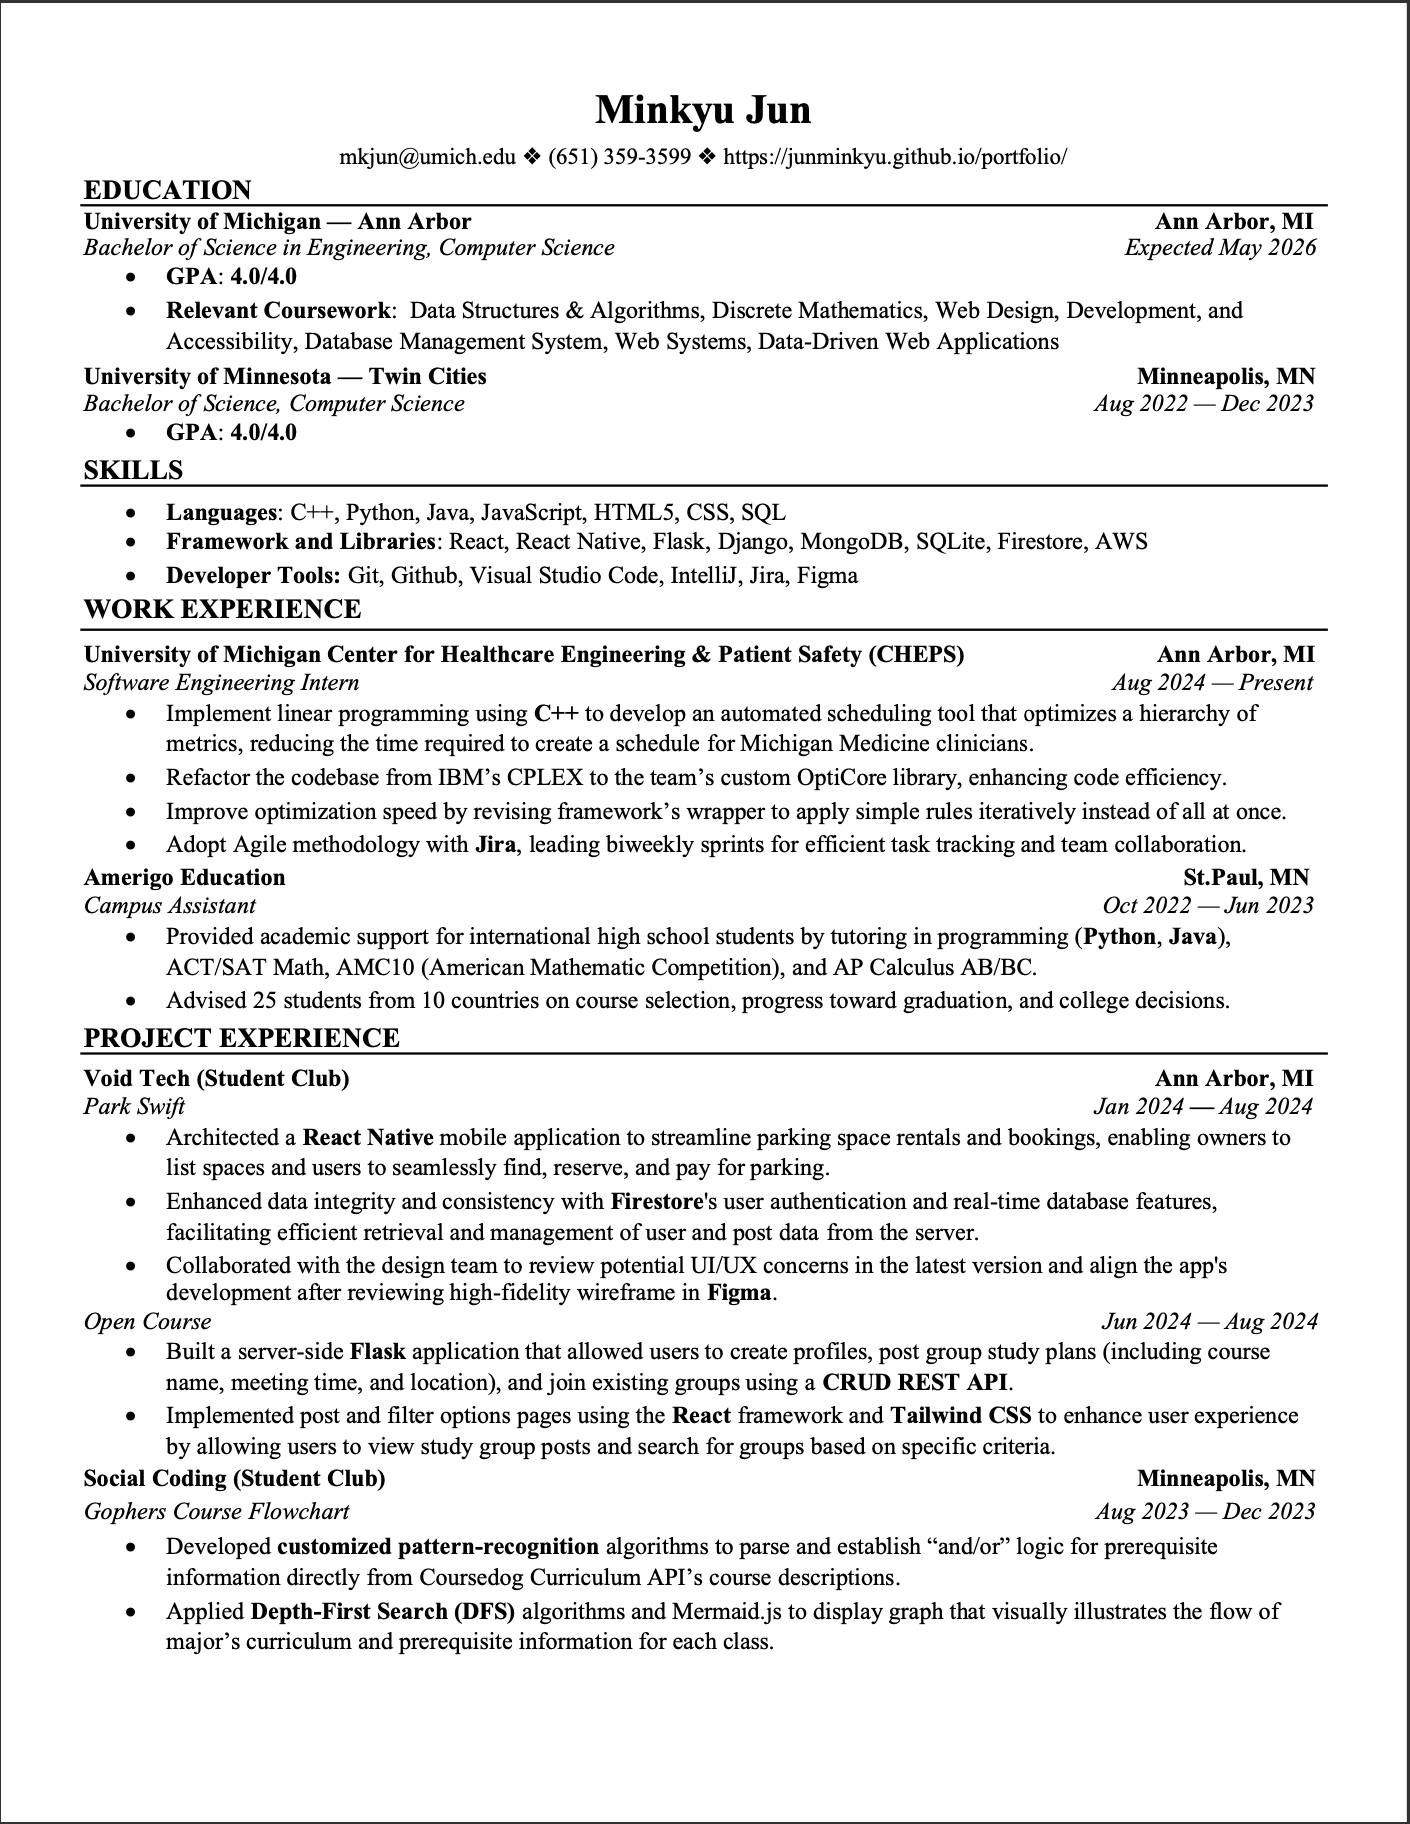 Minkyu Jun
mkjun@umich.edu ❖ (651) 359-3599 ❖ https://junminkyu.github.io/portfolio/
EDUCATION
University of Michigan — Ann Arbor Ann Arbor, MI
Bachelor of Science in Engineering, Computer Science Expected May 2026
• GPA: 4.0/4.0
• Relevant Coursework: Data Structures & Algorithms, Discrete Mathematics, Web Design, Development, and
Accessibility, Database Management System, Web Systems, Data-Driven Web Applications
University of Minnesota — Twin Cities Minneapolis, MN
Bachelor of Science, Computer Science Aug 2022 — Dec 2023
• GPA: 4.0/4.0
SKILLS
• Languages: C++, Python, Java, JavaScript, HTML5, CSS, SQL
• Framework and Libraries: React, React Native, Flask, Django, MongoDB, SQLite, Firestore, AWS
• Developer Tools: Git, Github, Visual Studio Code, IntelliJ, Jira, Figma
WORK EXPERIENCE
University of Michigan Center for Healthcare Engineering & Patient Safety (CHEPS) Ann Arbor, MI
Software Engineering Intern Aug 2024 — Present
• Implement linear programming using C++ to develop an automated scheduling tool that optimizes a hierarchy of
metrics, reducing the time required to create a schedule for Michigan Medicine clinicians.
• Refactor the codebase from IBM’s CPLEX to the team’s custom OptiCore library, enhancing code efficiency.
• Improve optimization speed by revising framework’s wrapper to apply simple rules iteratively instead of all at once.
• Adopt Agile methodology with Jira, leading biweekly sprints for efficient task tracking and team collaboration.
Amerigo Education St.Paul, MN
Campus Assistant Oct 2022 — Jun 2023
• Provided academic support for international high school students by tutoring in programming (Python, Java),
ACT/SAT Math, AMC10 (American Mathematic Competition), and AP Calculus AB/BC.
• Advised 25 students from 10 countries on course selection, progress toward graduation, and college decisions.
PROJECT EXPERIENCE
Void Tech (Student Club) Ann Arbor, MI
Park Swift Jan 2024 — Aug 2024
• Architected a React Native mobile application to streamline parking space rentals and bookings, enabling owners to
list spaces and users to seamlessly find, reserve, and pay for parking.
• Enhanced data integrity and consistency with Firestore's user authentication and real-time database features,
facilitating efficient retrieval and management of user and post data from the server.
• Collaborated with the design team to review potential UI/UX concerns in the latest version and align the app's
development after reviewing high-fidelity wireframe in Figma.
Open Course Jun 2024 — Aug 2024
• Built a server-side Flask application that allowed users to create profiles, post group study plans (including course
name, meeting time, and location), and join existing groups using a CRUD REST API.
• Implemented post and filter options pages using the React framework and Tailwind CSS to enhance user experience
by allowing users to view study group posts and search for groups based on specific criteria.
Social Coding (Student Club) Minneapolis, MN
Gophers Course Flowchart Aug 2023 — Dec 2023
• Developed customized pattern-recognition algorithms to parse and establish “and/or” logic for prerequisite
information directly from Coursedog Curriculum API’s course descriptions.
• Applied Depth-First Search (DFS) algorithms and Mermaid.js to display graph that visually illustrates the flow of
major’s curriculum and prerequisite information for each class.